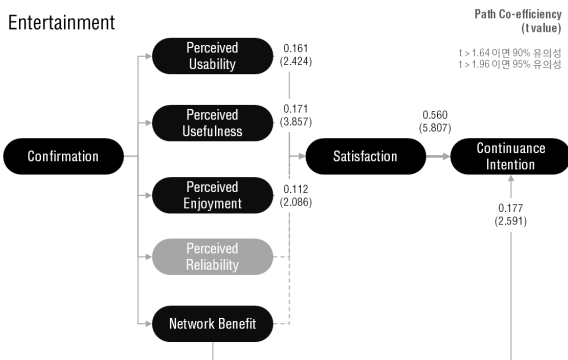 Entertainment
Path Co-efficiency
(t value)
t > 1.64 이면 90% 유의성
t > 1.96 이면 95% 유의성
Perceived
Usability
0.161
(2.424)
Perceived
Usefulness
0.171
(3.857)
Confirmation
Satisfaction
0.560
(5.807)
Continuance
Intention
Perceived
Enjoyment
0.112
(2.086)
0.177
(2.591)
Perceived
Reliability
Network Benefit